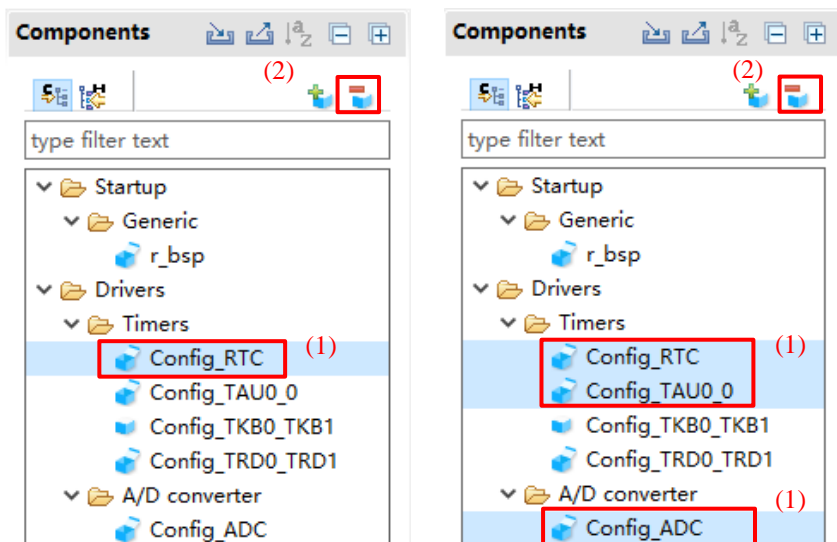 Components
(2)
type filter text
Startup
Generic
r_bsp
Drivers
Timers
Config_RTC
(1)
Config_TAU0_0
Config_TKB0_TKB1
Config_TRD0_TRD1
A/D converter
Config_ADC
Components
(2)
type filter text
Startup
Generic
r_bsp
Drivers
Timers
Config_RTC
(1)
Config_TAU0_0
Config_TKB0_TKB1
Config_TRD0_TRD1
A/D converter
(1)
Config_ADC